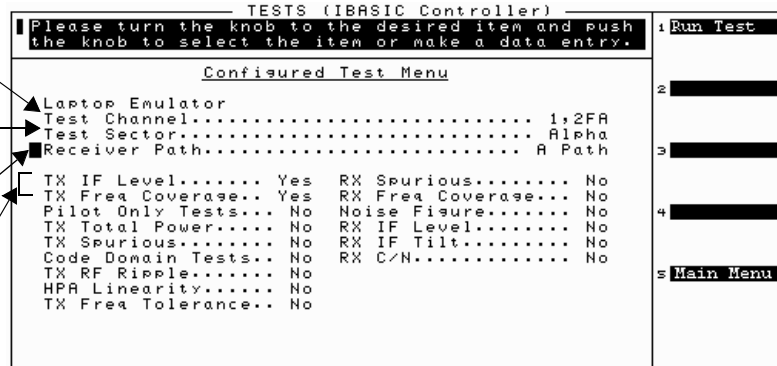 TESTS (IBASIC Controller)
Please turn the knob to the desired item and push
the knob to select the item or make a data entry.
Configured Test Menu
Laptop Emulator
Test Channel.............................. 1,2FA
Test Sector............................... Alpha
Receiver Path............................. A Path
TX IF Level....... Yes RX Spurious........ No
TX Freq Coverage.. Yes RX Freq Coverage... No
Pilot Only Tests... No Noise Figure....... No
TX Total Power..... No RX IF Level........ No
TX Spurious........ No RX IF Tilt......... No
Code Domain Tests.. No RX C/N............. No
TX RF Ripple....... No
HPA Linearity...... No
TX Freq Tolerance.. No
1 Run Test
2
3
4
5 Main Menu